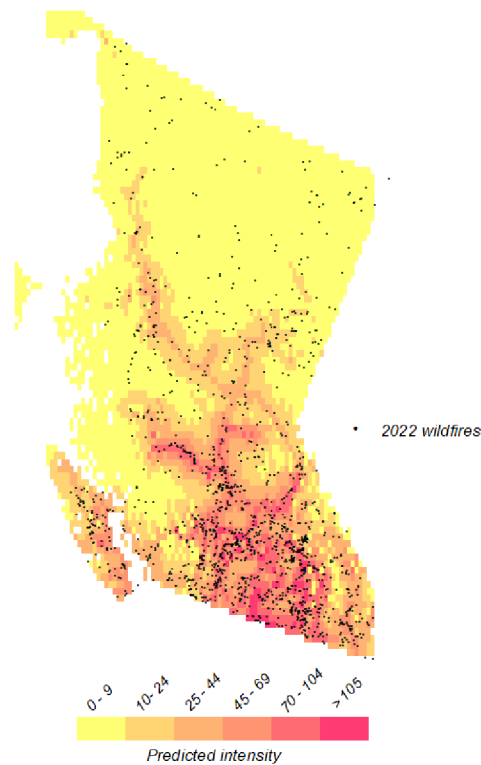 2022 wildfires
0 - 9
10- 24
25 - 44
45 - 69
70 - 104
> 105
Predicted intensity